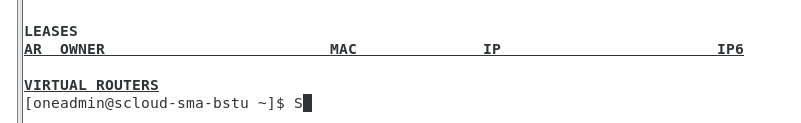 LEASES
AR OWNER MAC IP IP6
VIRTUAL ROUTERS
[oneadmin@scloud-sma-bstu ~]$ S